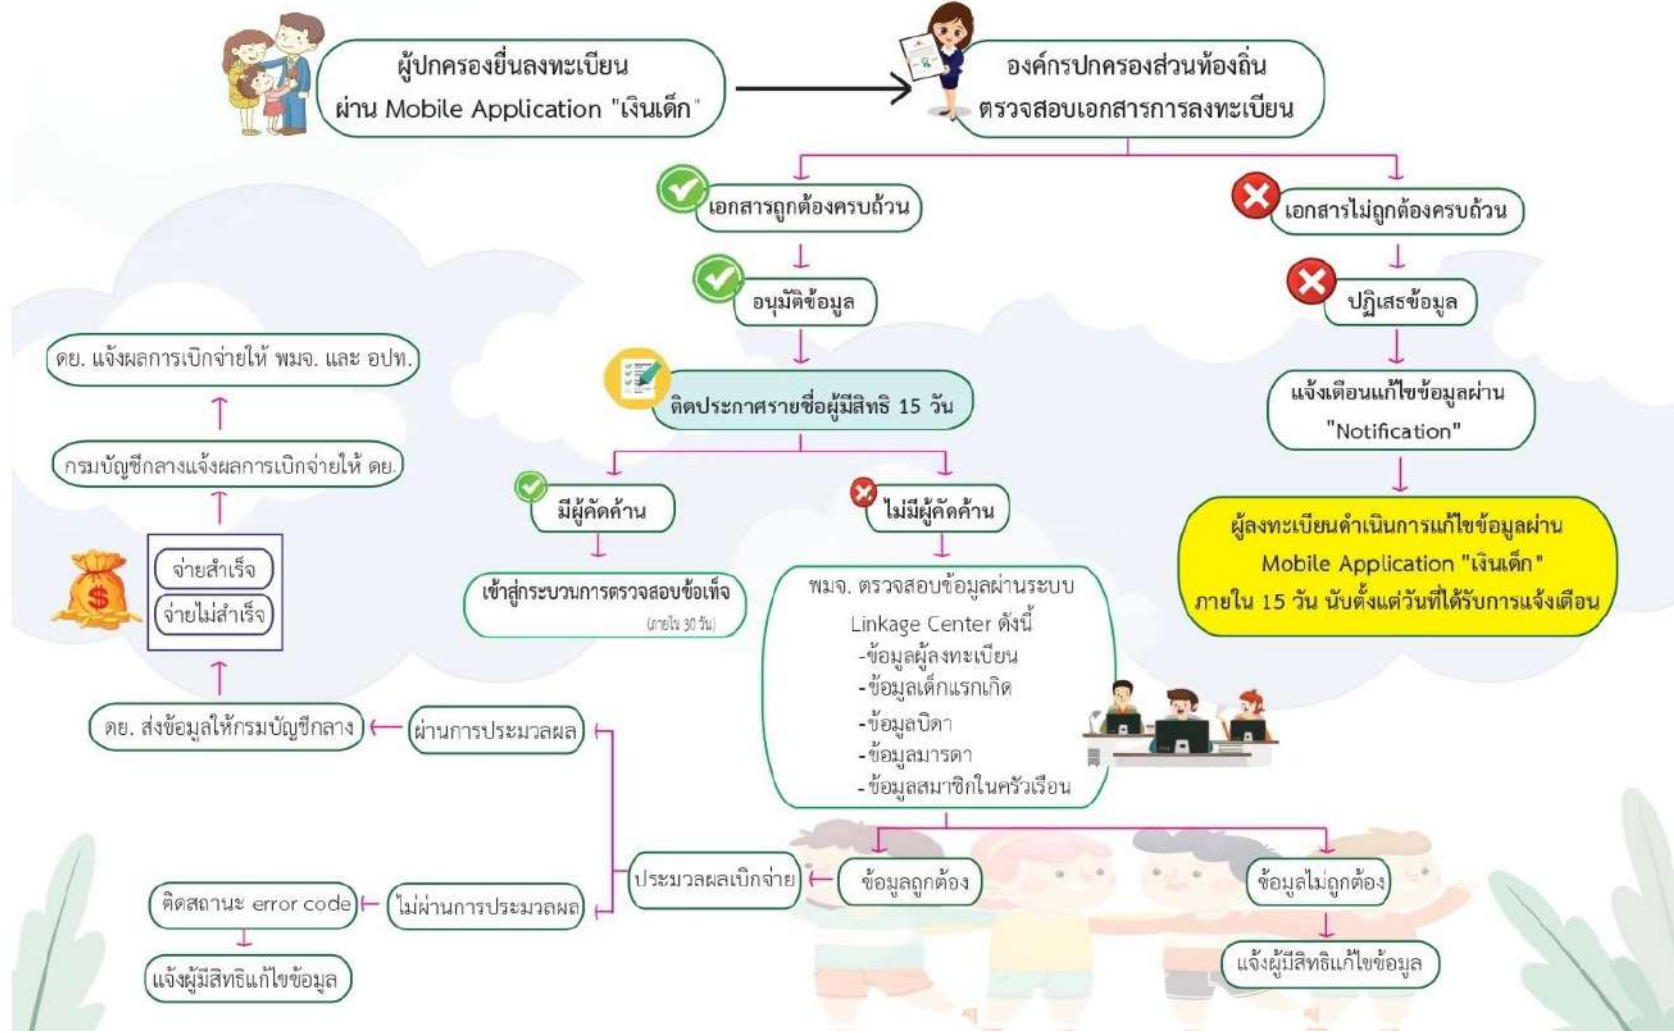 ผู้ปกครองยื่นลงทะเบียน
ผ่าน Mobile Application "เงินเด็ก"
องค์กรปกครองส่วนท้องถิ่น
ตรวจสอบเอกสารการลงทะเบียน
เอกสารถูกต้องครบถ้วน
เอกสารไม่ถูกต้องครบถ้วน
อนุมัติข้อมูล
ปฏิเสธข้อมูล
ติดประกาศรายชื่อผู้มีสิทธิ 15 วัน
แจ้งเตือนแก้ไขข้อมูลผ่าน
"Notification"
มีผู้คัดค้าน
ไม่มีผู้คัดค้าน
ผู้ลงทะเบียนดำเนินการแก้ไขข้อมูลผ่าน
Mobile Application "เงินเด็ก"
ภายใน 15 วัน นับตั้งแต่วันที่ได้รับการแจ้งเตือน
เข้าสู่กระบวนการตรวจสอบข้อเท็จ
(ภายใน 30 วัน)
พมจ. ตรวจสอบข้อมูลผ่านระบบ
Linkage Center ดังนี้
-ข้อมูลผู้ลงทะเบียน
-ข้อมูลเด็กแรกเกิด
-ข้อมูลบิดา
-ข้อมูลมารดา
- ข้อมูลสมาชิกในครัวเรือน
ข้อมูลถูกต้อง
ข้อมูลไม่ถูกต้อง
แจ้งผู้มีสิทธิแก้ไขข้อมูล
ประมวลผลเบิกจ่าย
ผ่านการประมวลผล
ไม่ผ่านการประมวลผล
ติดสถานะ error code
แจ้งผู้มีสิทธิแก้ไขข้อมูล
ดย. ส่งข้อมูลให้กรมบัญชีกลาง
จ่ายสำเร็จ
จ่ายไม่สำเร็จ
$
กรมบัญชีกลางแจ้งผลการเบิกจ่ายให้ ดย.
ดย. แจ้งผลการเบิกจ่ายให้ พมจ. และ อปท.